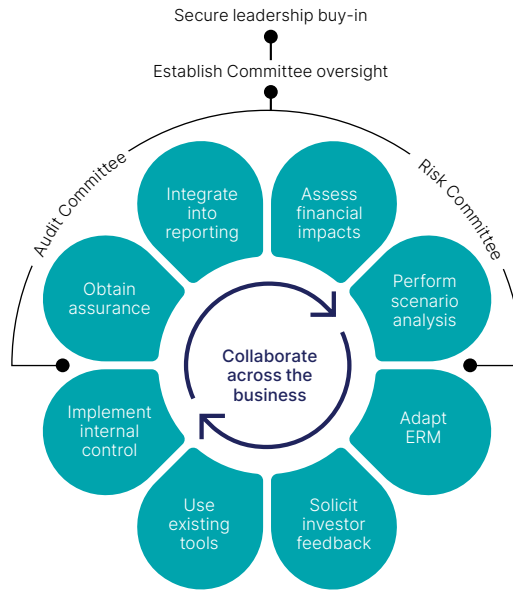 Secure leadership buy-in
Establish Committee oversight
Audit Committee
Risk Committee
Integrate
into
reporting
Assess
financial
impacts
Obtain
assurance
Perform
scenario
analysis
Collaborate
across the
business
Implement
internal
control
Adapt
ERM
Use
existing
tools
Solicit
investor
feedback